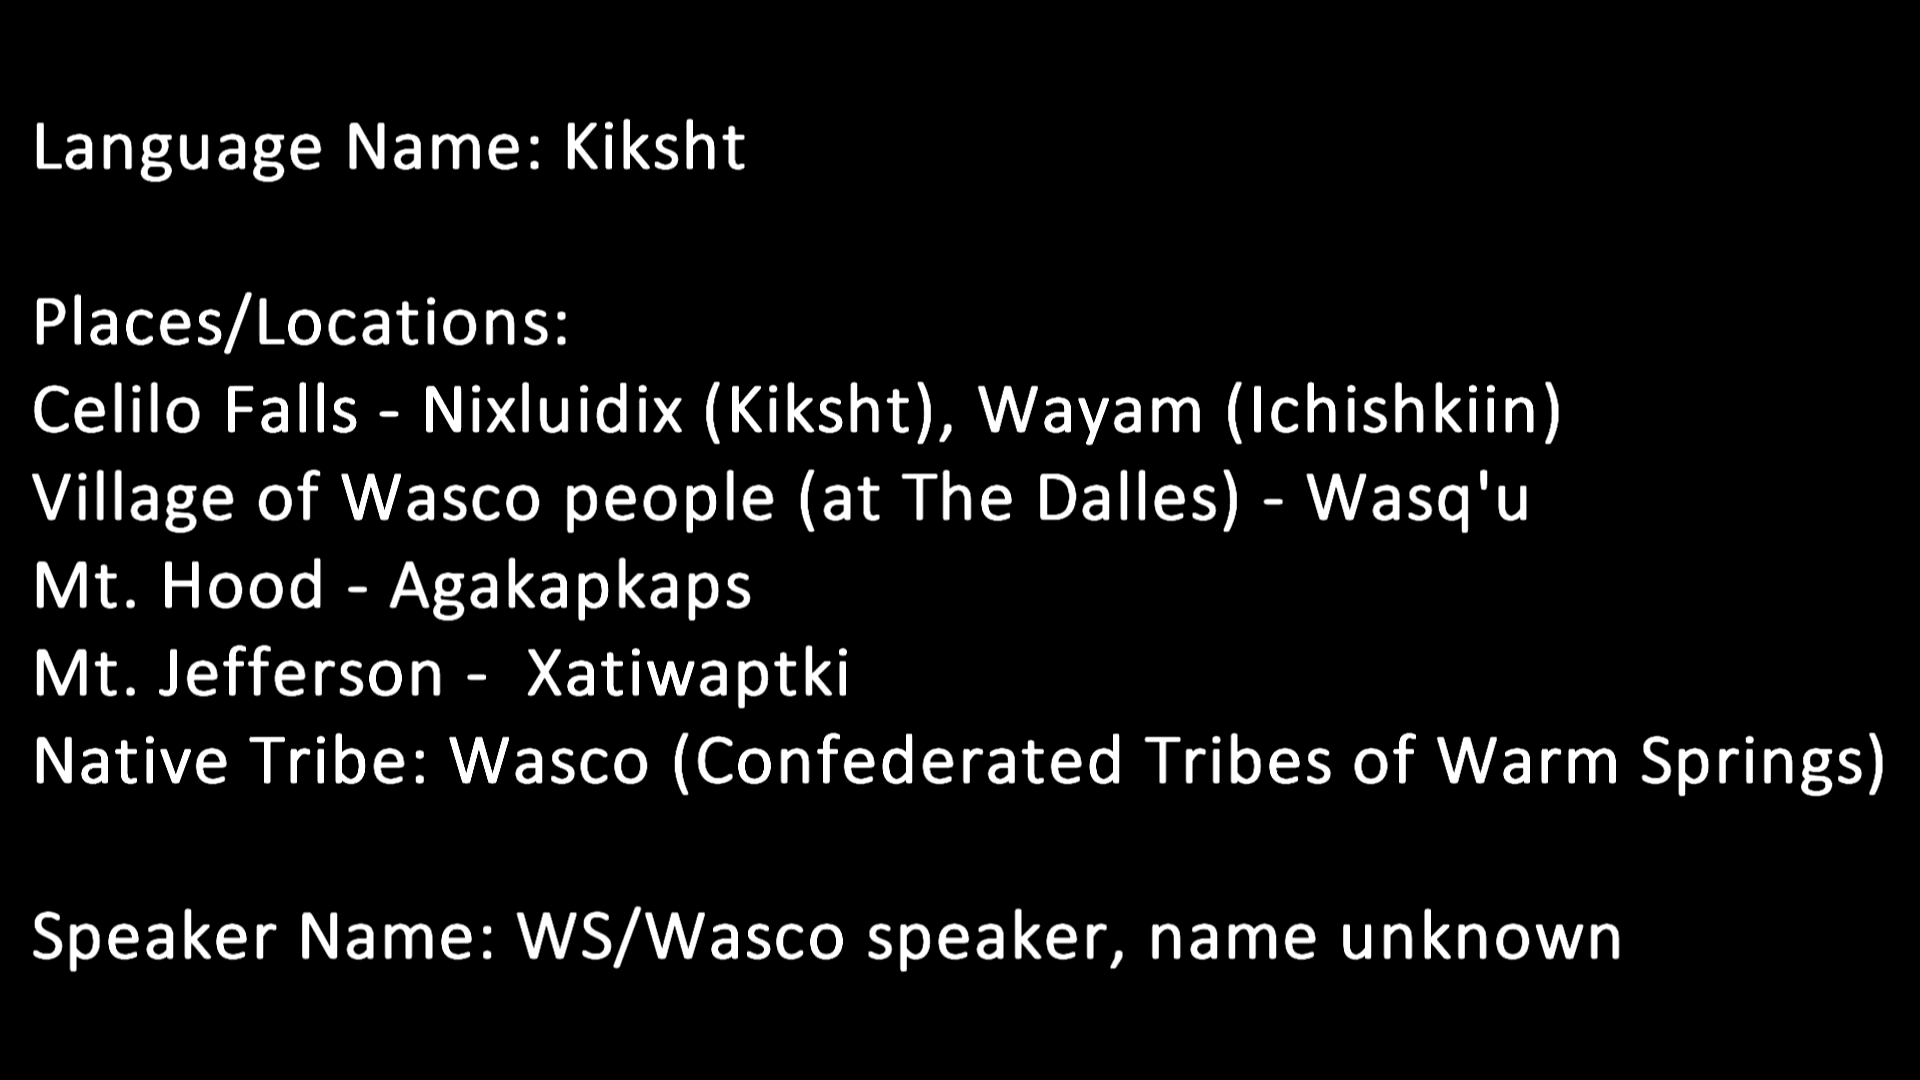 Language Name: Kiksht
Places/Locations:
Celilo Falls - Nixluidix (Kiksht), Wayam (Ichishkiin)
Village of Wasco people (at The Dalles) - Wasq'u
Mt. Hood - Agakapkaps
Mt. Jefferson -  Xatiwaptki
Native Tribe: Wasco (Confederated Tribes of Warm Springs)
Speaker Name: WS/Wasco speaker, name unknown